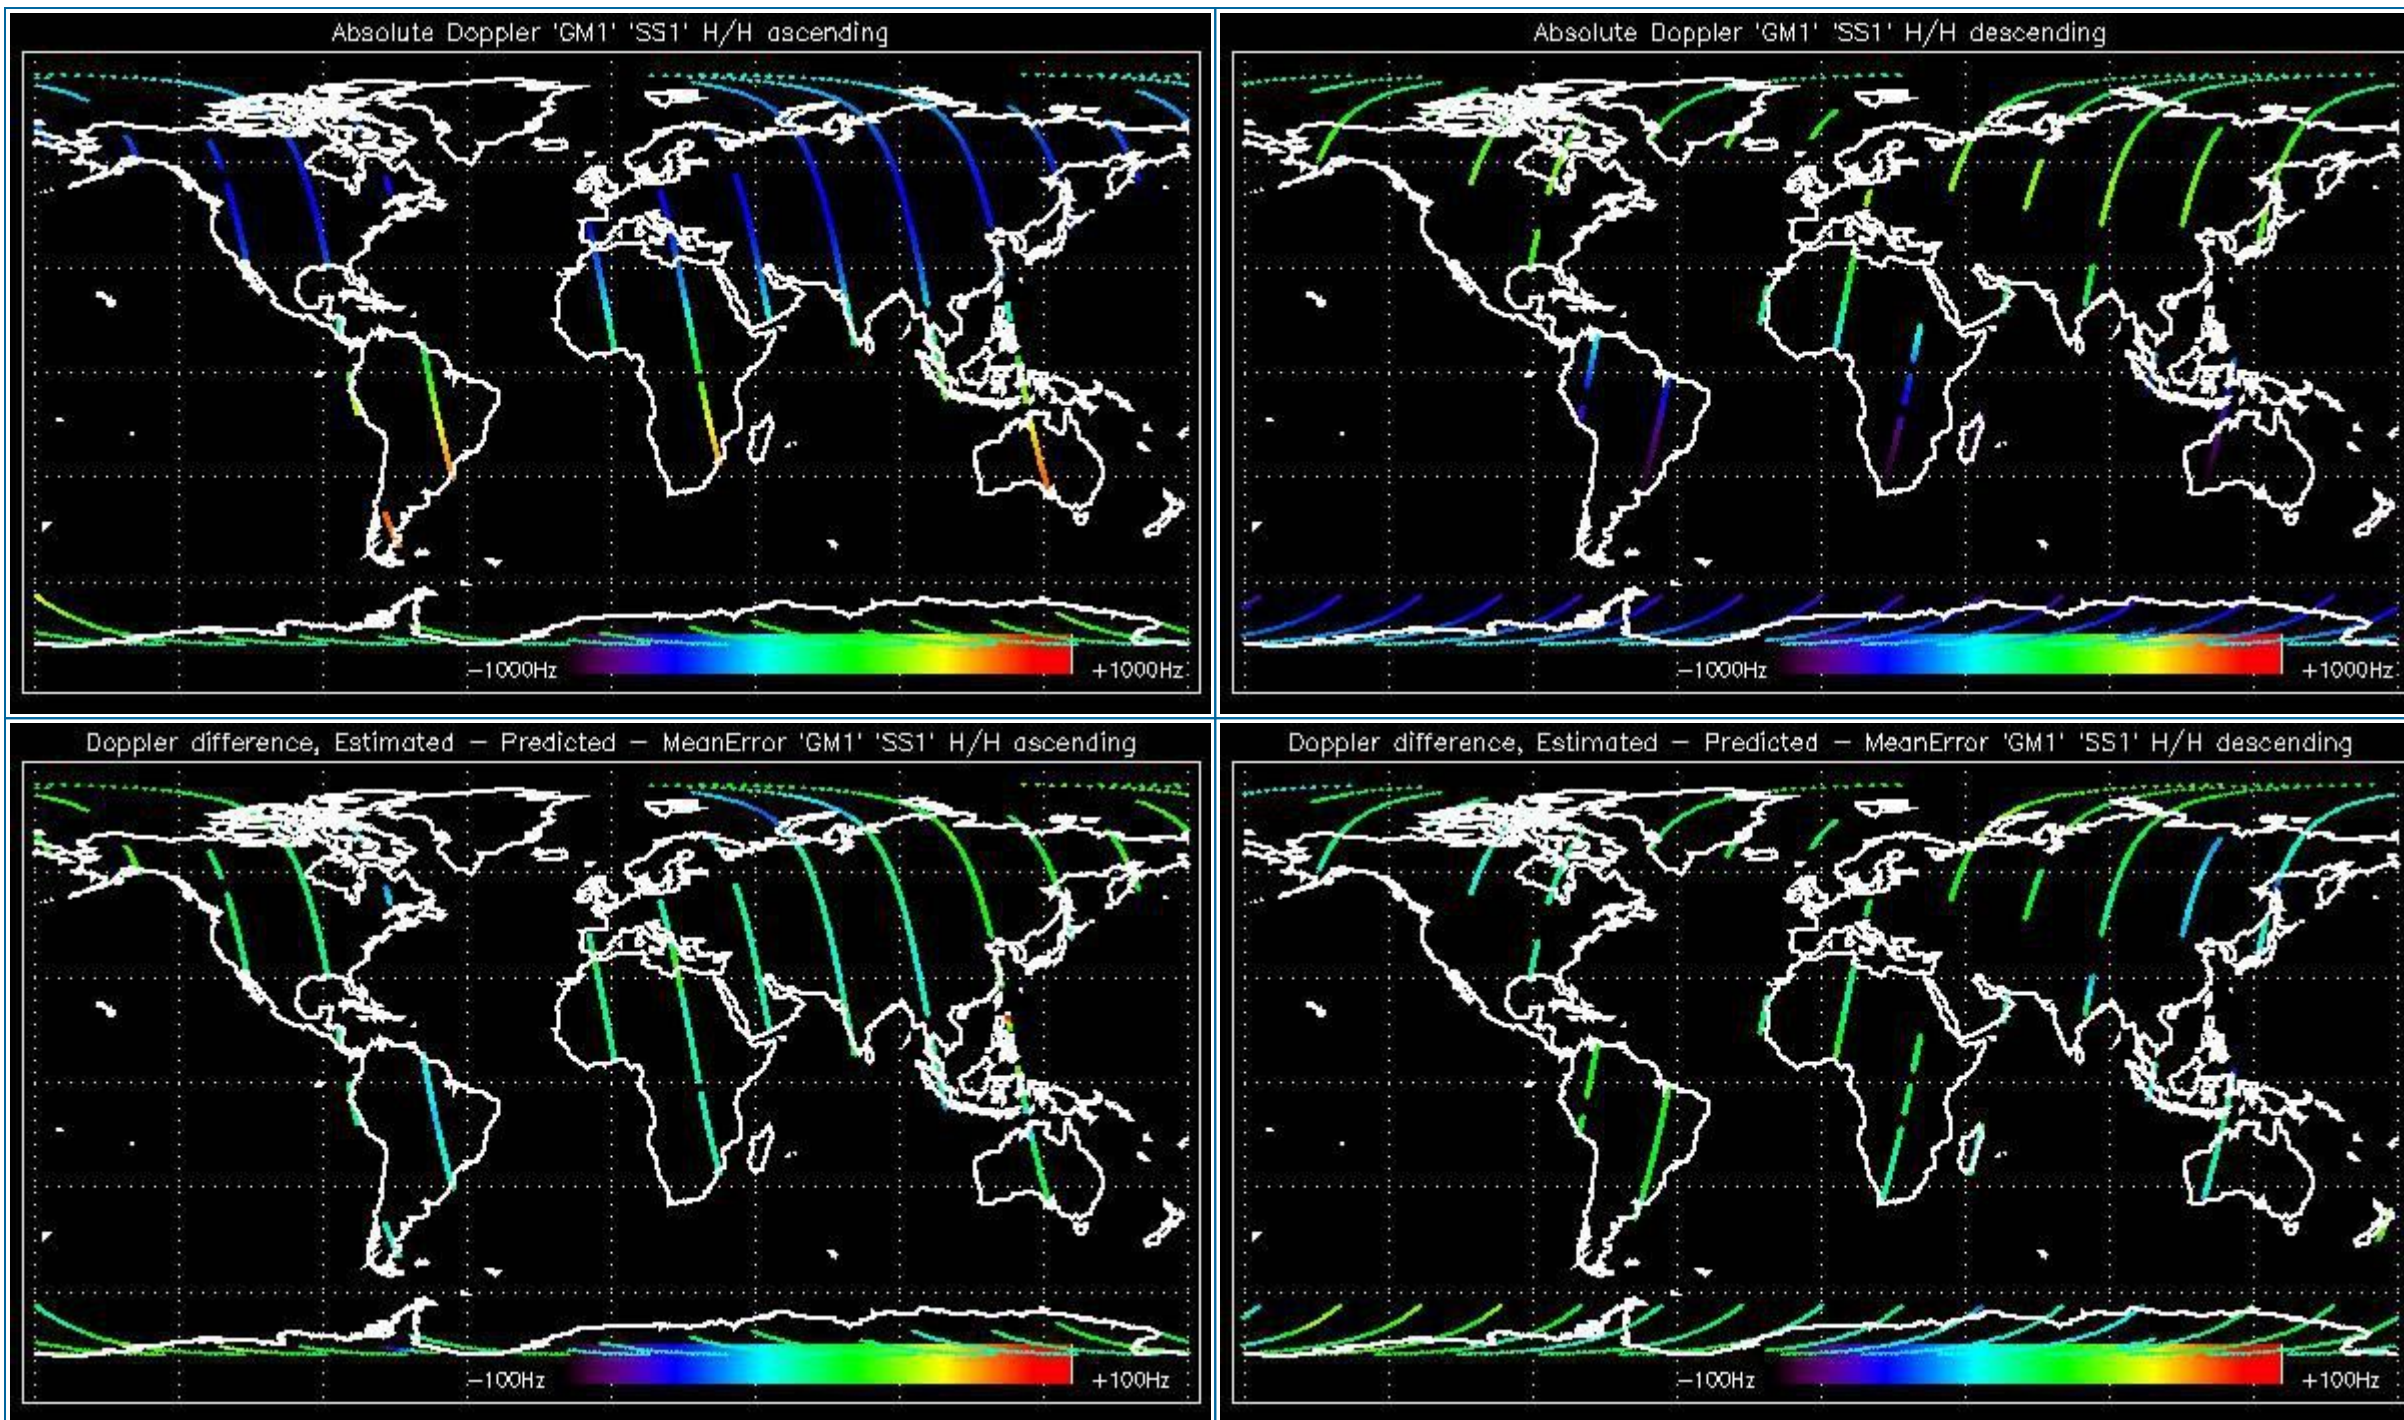 Absolute Doppler 'GM1' 'SS1' H/H ascending
−1000Hz
+1000Hz
Absolute Doppler 'GM1' 'SS1' H/H descending
−1000Hz
+1000Hz
Doppler difference, Estimated − Predicted − MeanError 'GM1' 'SS1' H/H ascending
−100Hz
+100Hz
Doppler difference, Estimated − Predicted − MeanError 'GM1' 'SS1' H/H descending
−100Hz
+100Hz